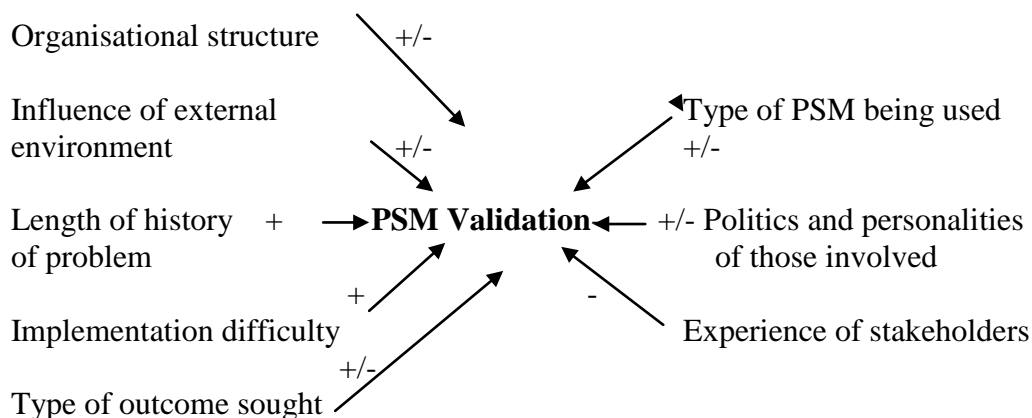 Organisational structure +/-
Influence of external
environment +/-
Type of PSM being used
+/-
Length of history +
of problem
PSM Validation
+/- Politics and personalities
of those involved
+
Implementation difficulty
-
Experience of stakeholders
+/-
Type of outcome sought